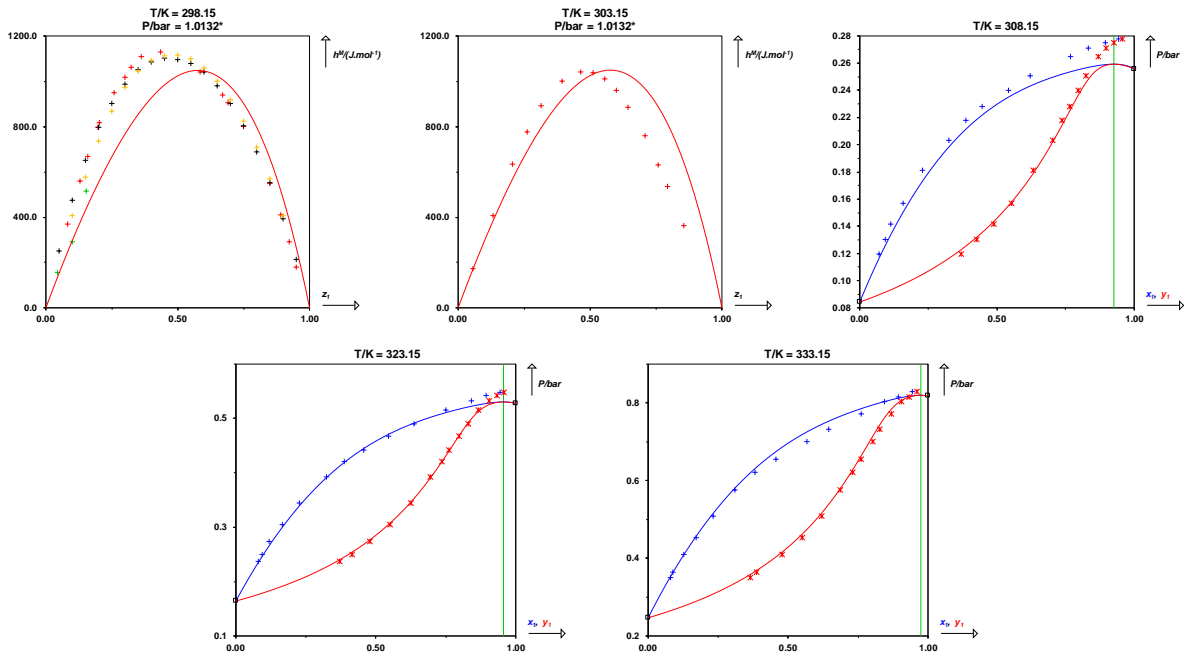 T/K = 298.15
P/bar = 1.0132*
1200.0
800.0
400.0
0.0
0.00
0.50
1.00
hᴹ/(J.mol⁻¹)
z₁
T/K = 303.15
P/bar = 1.0132*
1200.0
800.0
400.0
0.0
0.00
0.50
1.00
hᴹ/(J.mol⁻¹)
z₁
T/K = 308.15
0.28
0.26
0.24
0.22
0.20
0.18
0.16
0.14
0.12
0.10
0.08
0.00
0.50
1.00
P/bar
x₁, y₁
T/K = 323.15
0.5
0.3
0.1
0.00
0.50
1.00
P/bar
x₁, y₁
T/K = 333.15
0.8
0.6
0.4
0.2
0.00
0.50
1.00
P/bar
x₁, y₁